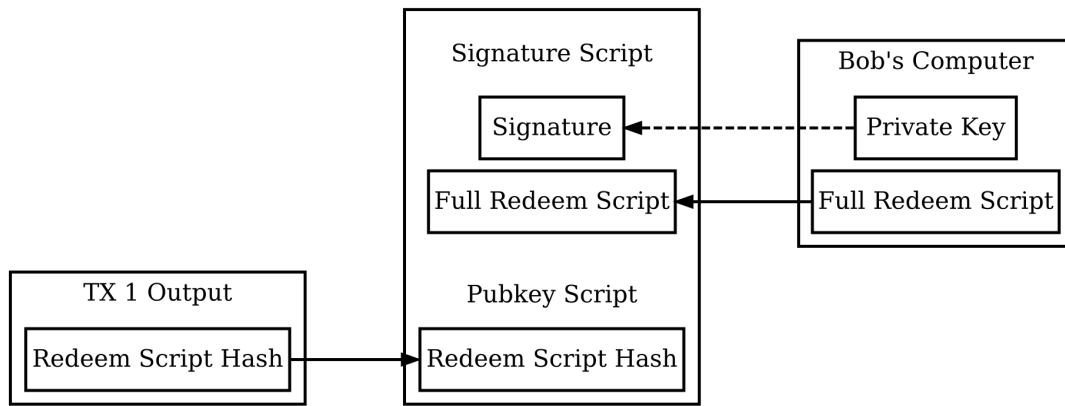 Signature Script
Signature
Full Redeem Script
Pubkey Script
Redeem Script Hash
Bob's Computer
Private Key
Full Redeem Script
TX 1 Output
Redeem Script Hash